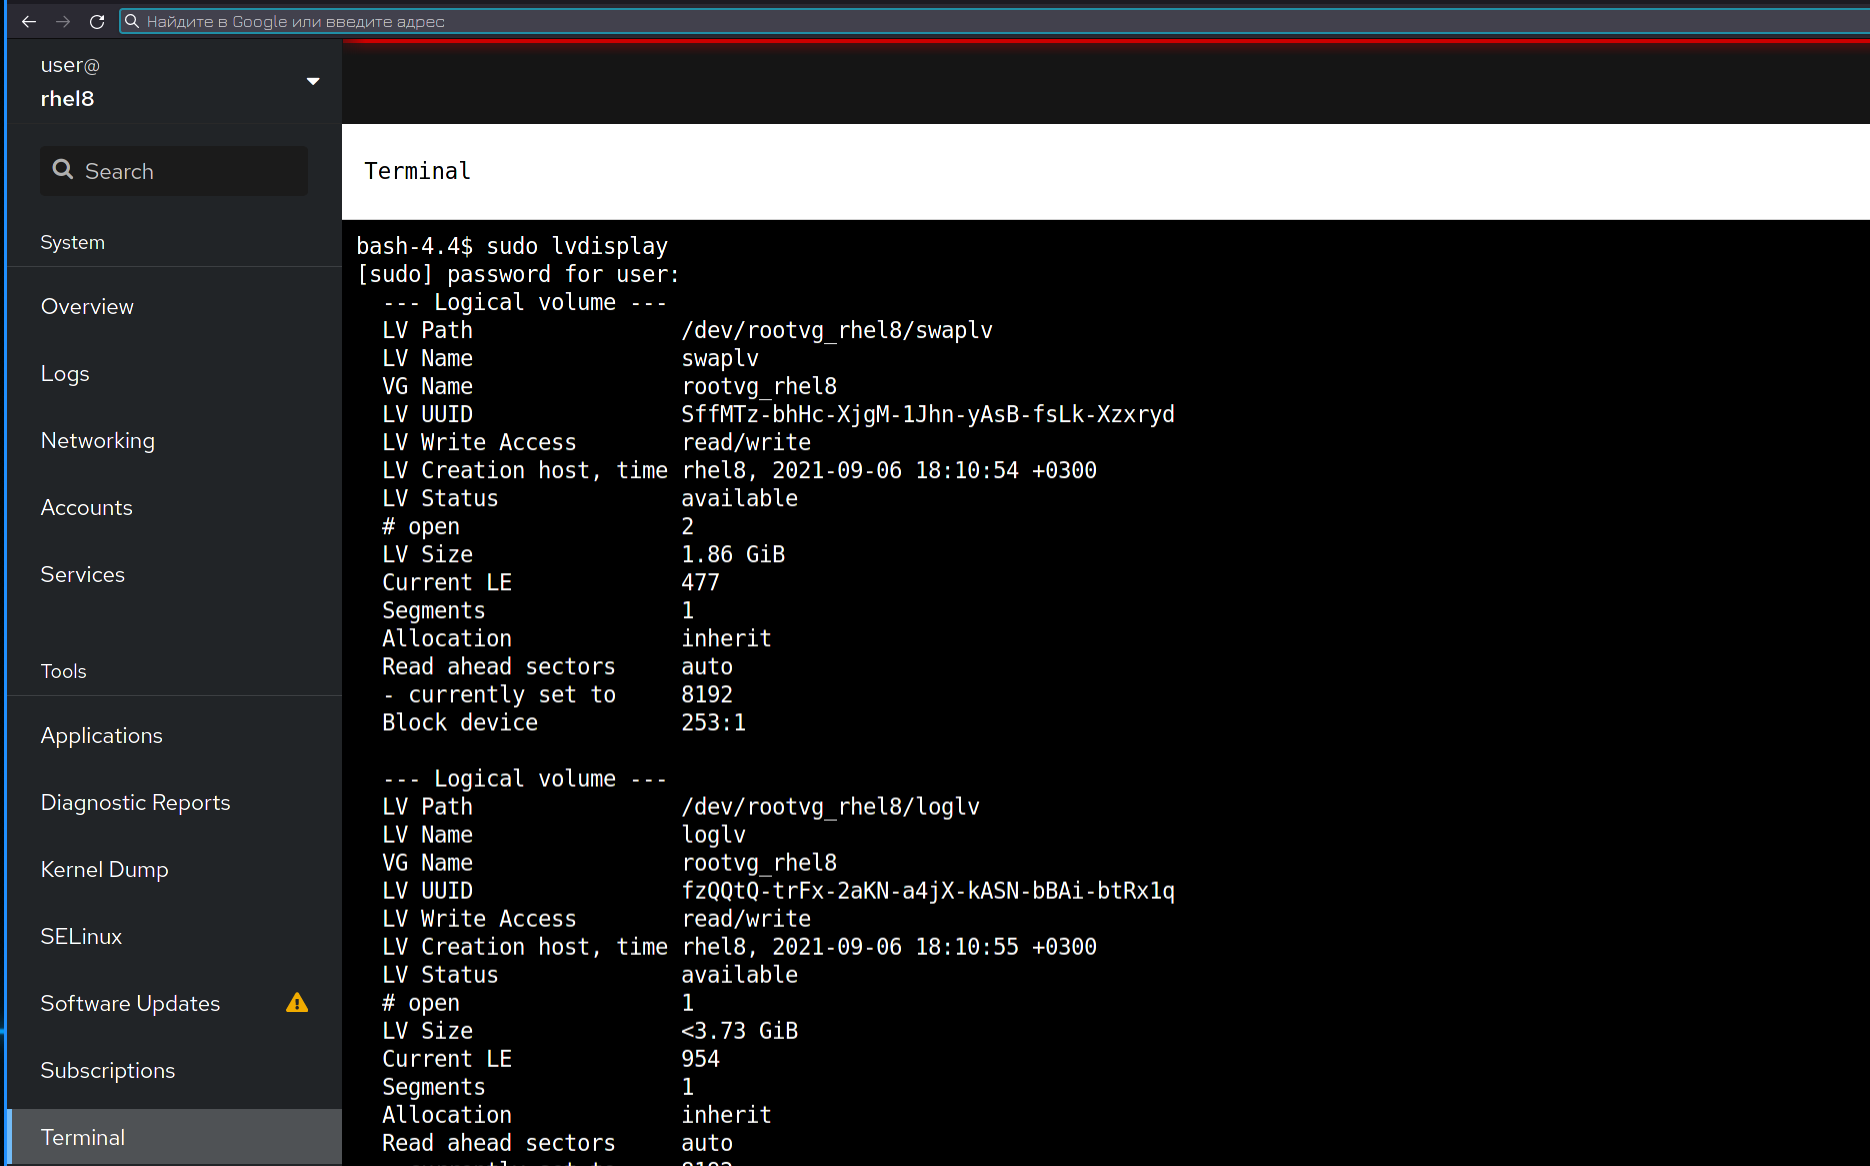 Найдите в Google или введите адрес
user@
rhel8
Search
System
Overview
Logs
Networking
Accounts
Services
Tools
Applications
Diagnostic Reports
Kernel Dump
SELinux
Software Updates
Subscriptions
Terminal
Terminal
bash-4.4$ sudo lvdisplay
[sudo] password for user:
--- Logical volume ---
LV Path /dev/rootvg_rhel8/swaplv
LV Name swaplv
VG Name rootvg_rhel8
LV UUID SffMTz-bhHc-XjgM-1Jhn-yAsB-fsLk-Xzxryd
LV Write Access read/write
LV Creation host, time rhel8, 2021-09-06 18:10:54 +0300
LV Status available
# open 2
LV Size 1.86 GiB
Current LE 477
Segments 1
Allocation inherit
Read ahead sectors auto
- currently set to 8192
Block device 253:1
--- Logical volume ---
LV Path /dev/rootvg_rhel8/loglv
LV Name loglv
VG Name rootvg_rhel8
LV UUID fzQQtQ-trFx-2aKN-a4jX-kASN-bBAi-btRx1q
LV Write Access read/write
LV Creation host, time rhel8, 2021-09-06 18:10:55 +0300
LV Status available
# open 1
LV Size <3.73 GiB
Current LE 954
Segments 1
Allocation inherit
Read ahead sectors auto